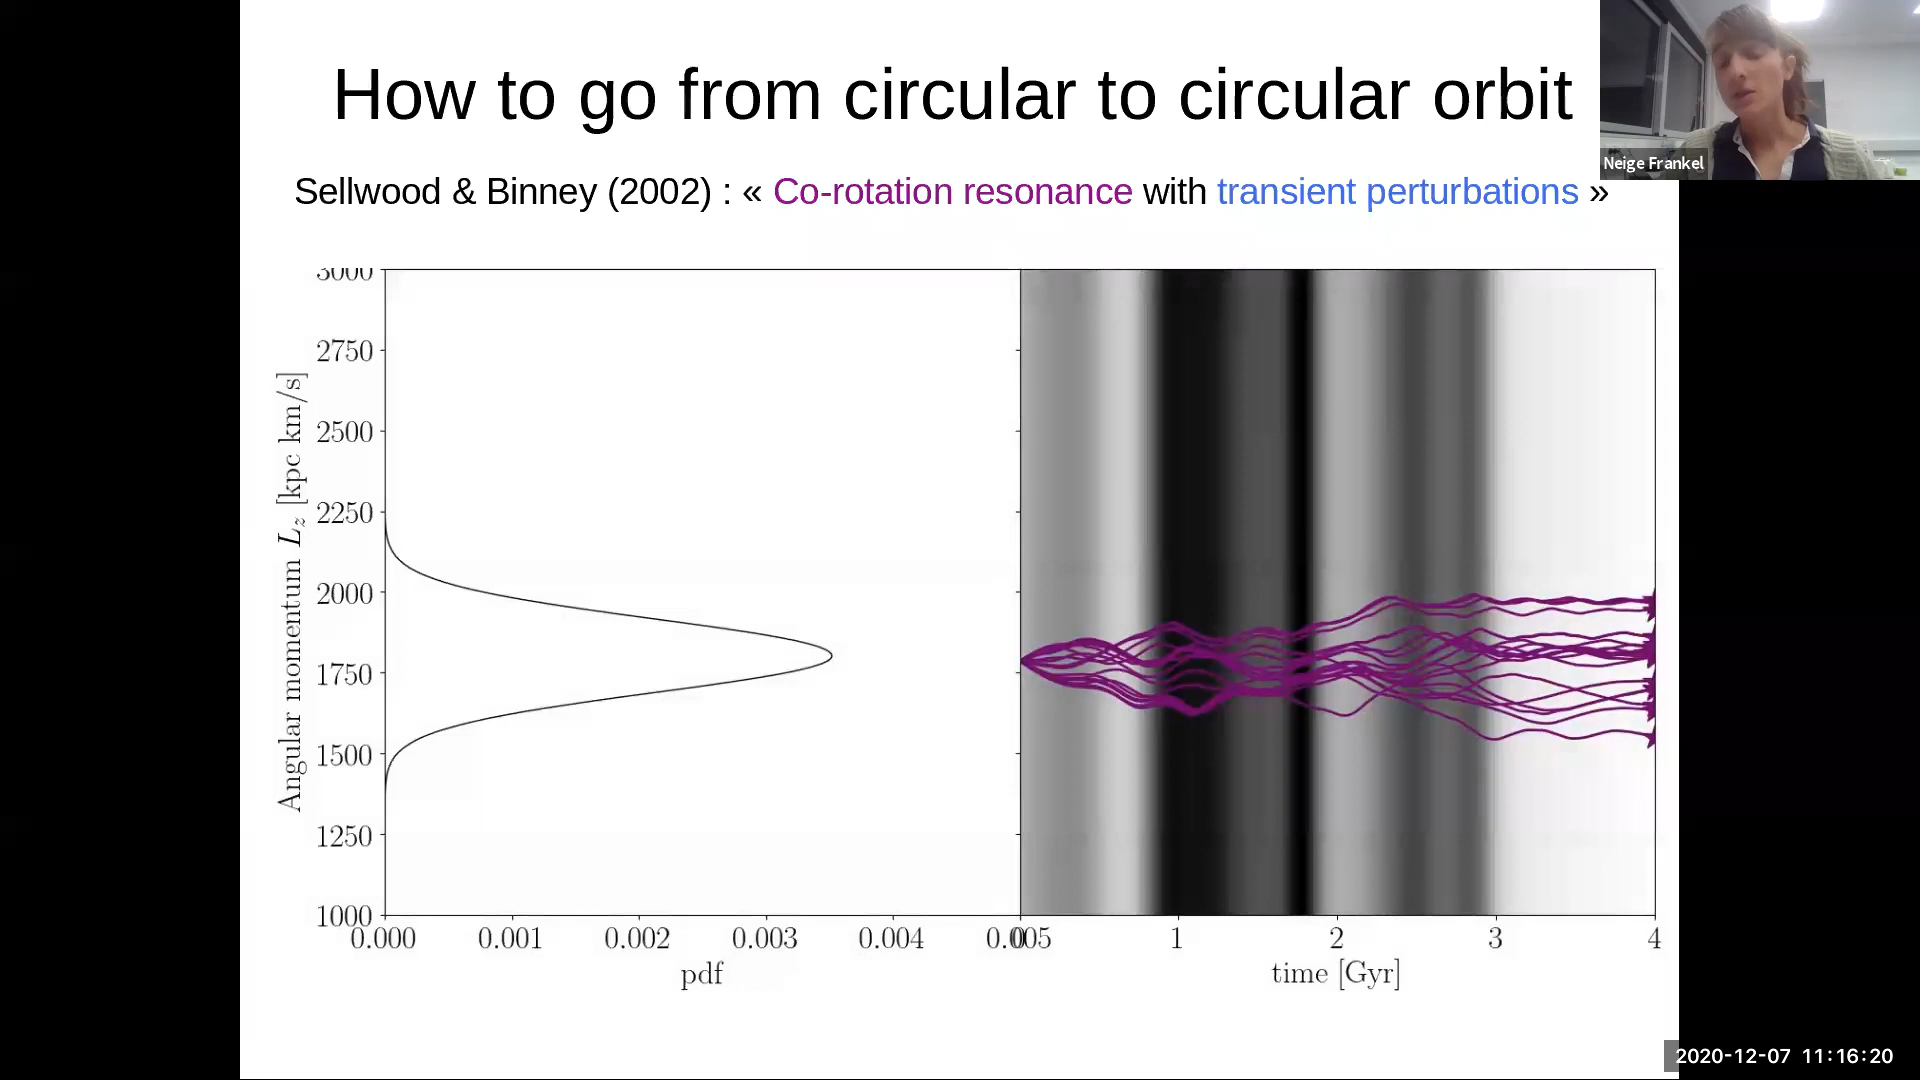 How to go from circular to circular orbit
Neige Frankel
Sellwood & Binney (2002) : « Co-rotation resonance with transient perturbations »
3000
2750
2500
2250
2000
1750
1500
1250
1000
Angular momentum Lz [kpc km/s]
0.000 0.001 0.002 0.003 0.004 0.005
pdf
1 2 3 4
time [Gyr]
2020-12-07 11:16:20